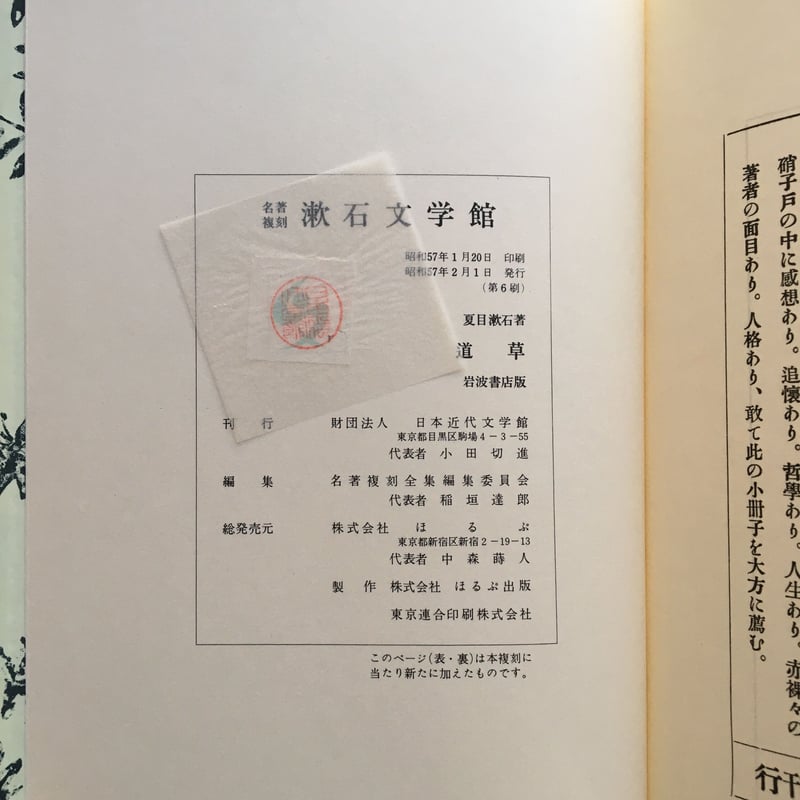 名著
複刻 漱石文学館
昭和57年1月20日 印刷
昭和57年2月1日 発行
(第6刷)
夏目漱石著
道草
岩波書店版
刊行 財団法人 日本近代文学館
東京都目黒区駒場4-3-55
代表者 小田切進
編集 名著複刻全集編集委員会
代表者 稲垣達郎
総発売元 株式会社 ほるぷ
東京都新宿区新宿2-19-13
代表者 中森蒔人
製作 株式会社 ほるぷ出版
東京連合印刷株式会社
このページ(表・裏)は本複刻に
当たり新たに加えたものです。
硝子戸の中に感想あり。追懐あり。哲學あり。人生あり。赤裸々の
著者の面目あり。人格あり、敢て此の小冊子を大方に薦む。
刊行